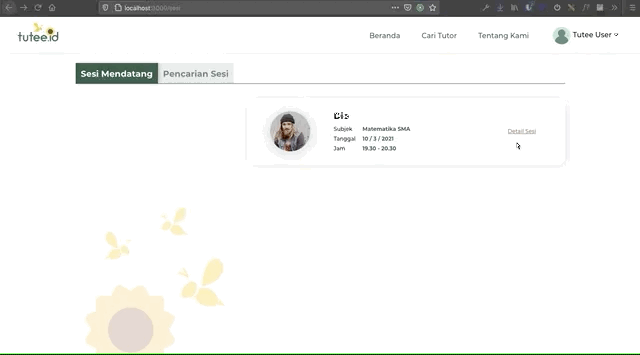 localhost:3000/sesi
tutee.id
Beranda
Cari Tutor
Tentang Kami
Tutee User
Sesi Mendatang
Pencarian Sesi
Subjek Matematika SMA
Tanggal 10 / 3 / 2021
Jam 19.30 - 20.30
Detail Sesi